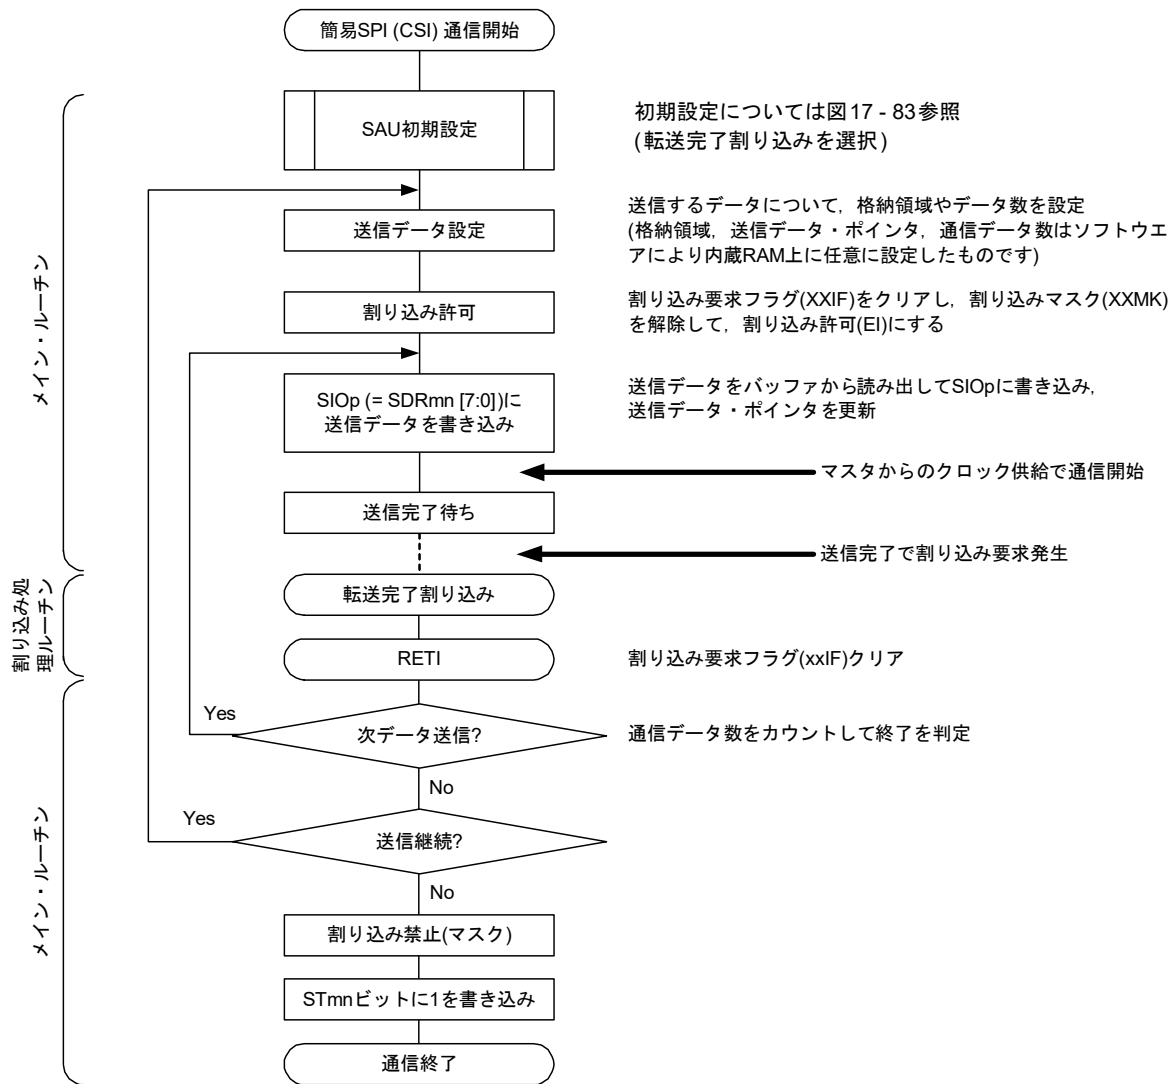 簡易SPI (CSI) 通信開始
SAU初期設定
初期設定については図17 - 83参照
(転送完了割り込みを選択)
送信データ設定
送信するデータについて，格納領域やデータ数を設定
(格納領域，送信データ・ポインタ，通信データ数はソフトウエ
アにより内蔵RAM上に任意に設定したものです)
割り込み許可
割り込み要求フラグ(XXIF)をクリアし，割り込みマスク(XXMK)
を解除して，割り込み許可(EI)にする
メイン・ルーチン
SIOp (= SDRmn [7:0])に
送信データを書き込み
送信データをバッファから読み出してSIOpに書き込み，
送信データ・ポインタを更新
マスタからのクロック供給で通信開始
送信完了待ち
送信完了で割り込み要求発生
割り込み処
理ルーチン
転送完了割り込み
RETI
割り込み要求フラグ(xxIF)クリア
Yes
次データ送信?
通信データ数をカウントして終了を判定
No
Yes
送信継続?
No
メイン・ルーチン
割り込み禁止(マスク)
STmnビットに1を書き込み
通信終了